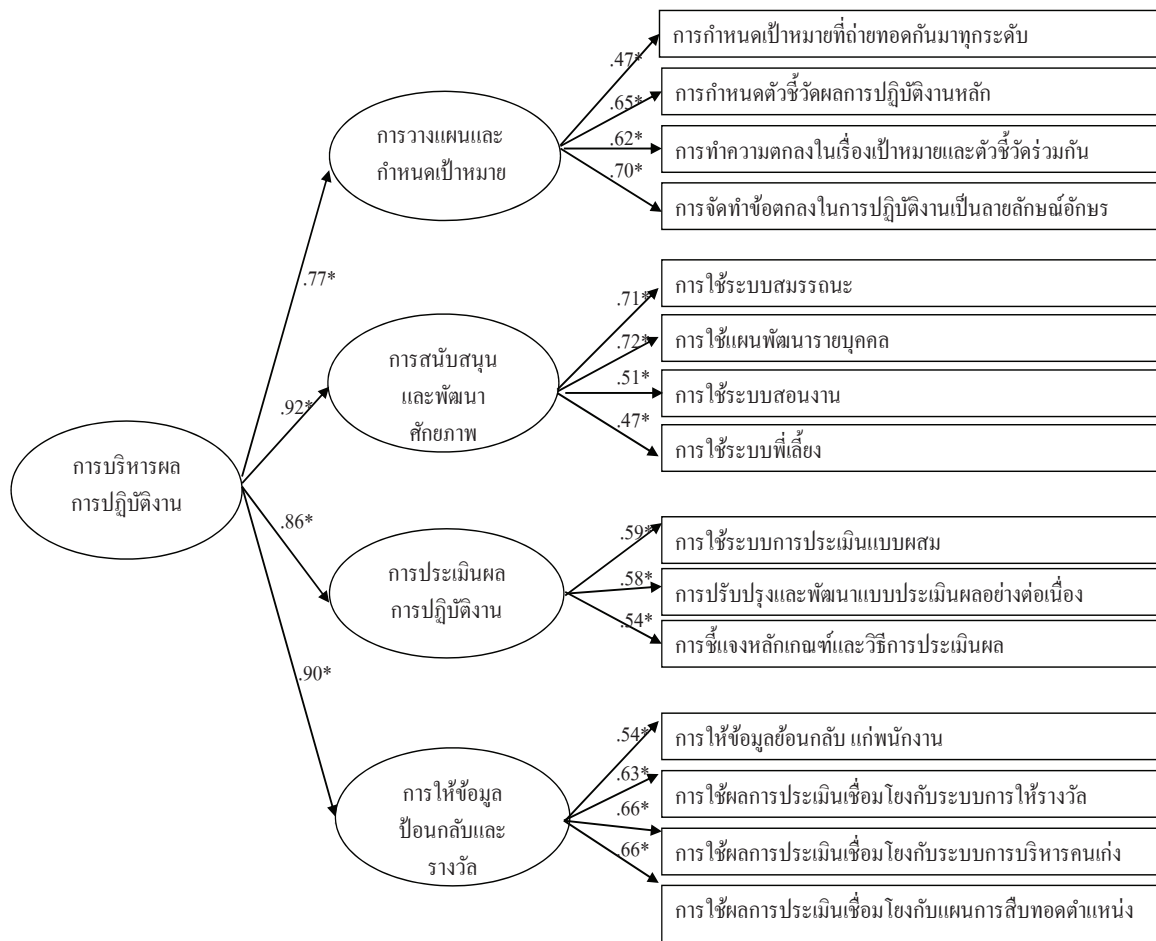 การกำหนดเป้าหมายที่ถ่ายทอดกันมาทุกระดับ
.47*
การกำหนดตัวชี้วัดผลการปฏิบัติงานหลัก
.65*
การวางแผนและ
กำหนดเป้าหมาย
.62*
การทำความตกลงในเรื่องเป้าหมายและตัวชี้วัดร่วมกัน
.70*
การจัดทำข้อตกลงในการปฏิบัติงานเป็นลายลักษณ์อักษร
.77*
การใช้ระบบสมรรถนะ
.71*
การใช้แผนพัฒนารายบุคคล
.72*
การสนับสนุน
และพัฒนา
ศักยภาพ
.51*
การใช้ระบบสอนงาน
.92*
.47*
การใช้ระบบพี่เลี้ยง
การบริหารผล
การปฏิบัติงาน
.86*
.59*
การใช้ระบบการประเมินแบบผสม
การประเมินผล
การปฏิบัติงาน
.58*
การปรับปรุงและพัฒนาแบบประเมินผลอย่างต่อเนื่อง
.54*
การชี้แจงหลักเกณฑ์และวิธีการประเมินผล
.90*
.54*
การให้ข้อมูลย้อนกลับ แก่พนักงาน
.63*
การใช้ผลการประเมินเชื่อมโยงกับระบบการให้รางวัล
การให้ข้อมูล
ป้อนกลับและ
รางวัล
.66*
การใช้ผลการประเมินเชื่อมโยงกับระบบการบริหารคนเก่ง
.66*
การใช้ผลการประเมินเชื่อมโยงกับแผนการสืบทอดตำแหน่ง